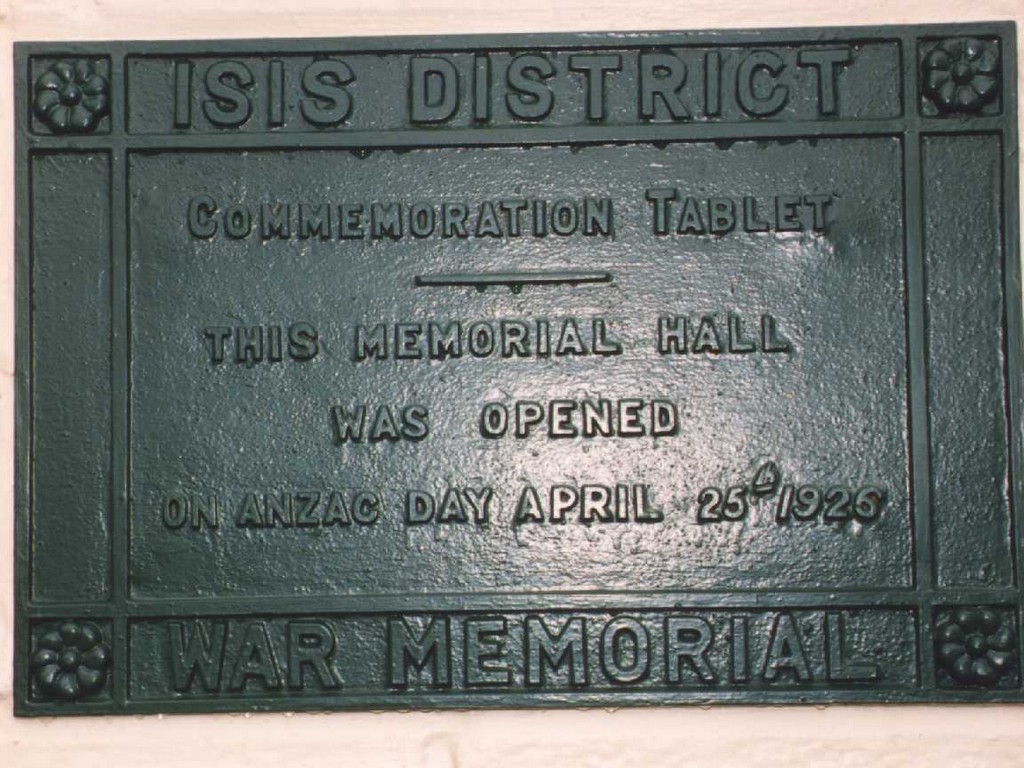 ISIS DISTRICT
COMMEMORATION TABLET
THIS MEMORIAL HALL
WAS OPENED
ON ANZAC DAY APRIL 25th 1926
WAR MEMORIAL